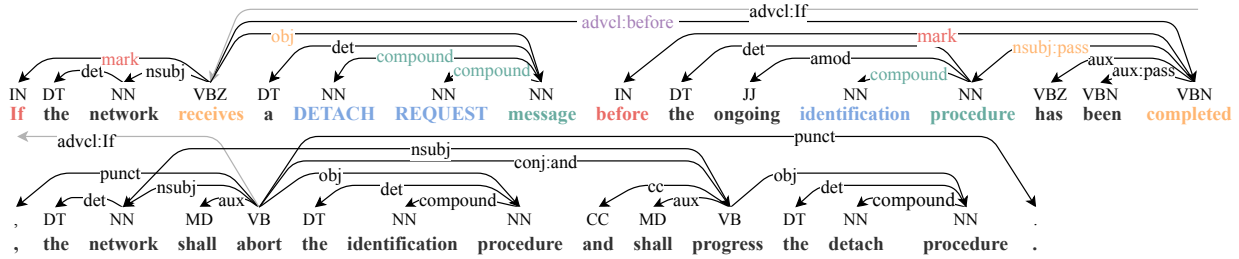 advcl:If
advcl:before
obj mark
mark det det nsubj:pass
det nsubj compound amod aux
compound compound aux:pass
IN DT NN VBZ DT NN NN NN IN DT JJ NN NN VBZ VBN VBN
If the network receives a DETACH REQUEST message before the ongoing identification procedure has been completed
advcl:If punct
nsubj
conj:and
punct obj obj
det nsubj aux det compound cc aux det compound
, DT NN MD VB DT NN NN CC MD VB DT NN NN .
, the network shall abort the identification procedure and shall progress the detach procedure .